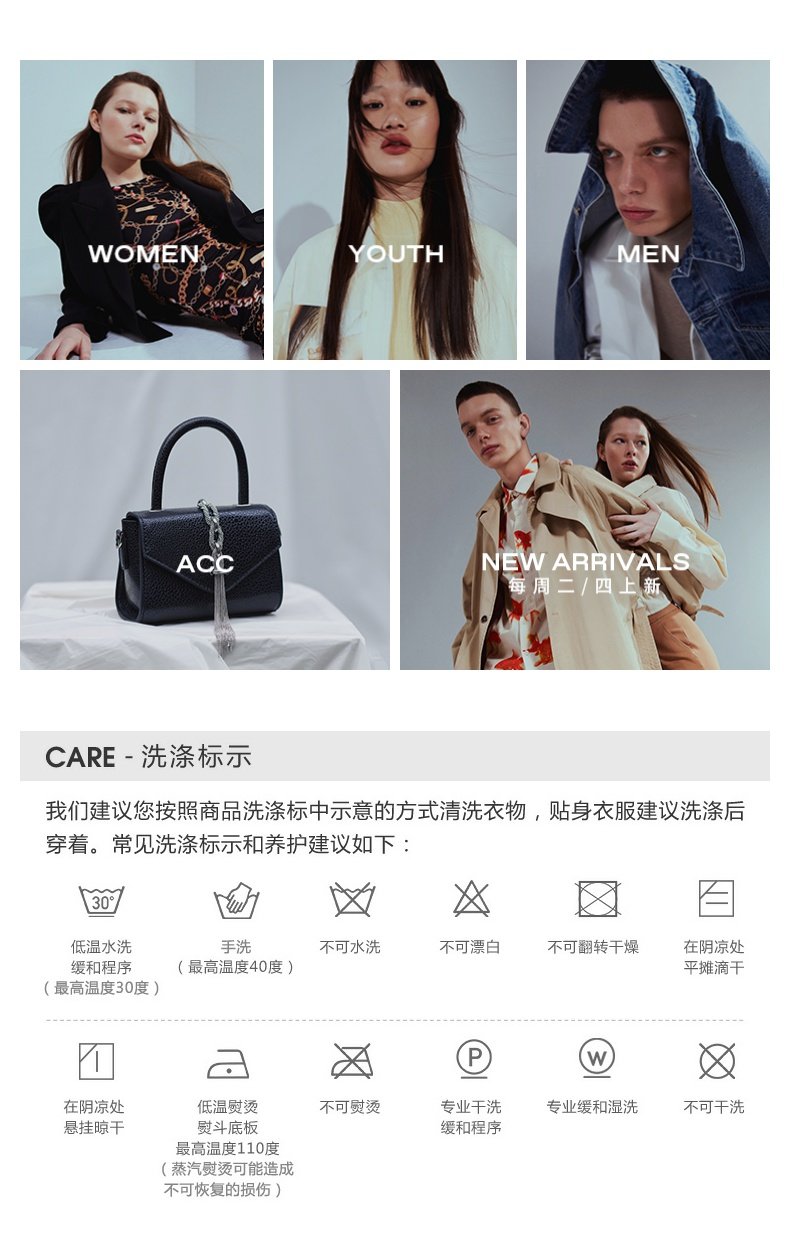 WOMEN
YOUTH
MEN
ACC
NEW ARRIVALS
每周二/四上新
CARE - 洗涤标示
我们建议您按照商品洗涤标中示意的方式清洗衣物，贴身衣服建议洗涤后
穿着。常见洗涤标示和养护建议如下：
30°
低温水洗
缓和程序
（最高温度30度）
手洗
（最高温度40度）
不可水洗
不可漂白
不可翻转干燥
在阴凉处
平摊滴干
在阴凉处
悬挂晾干
低温熨烫
熨斗底板
最高温度110度
（蒸汽熨烫可能造成
不可恢复的损伤）
不可熨烫
P
专业干洗
缓和程序
W
专业缓和湿洗
不可干洗